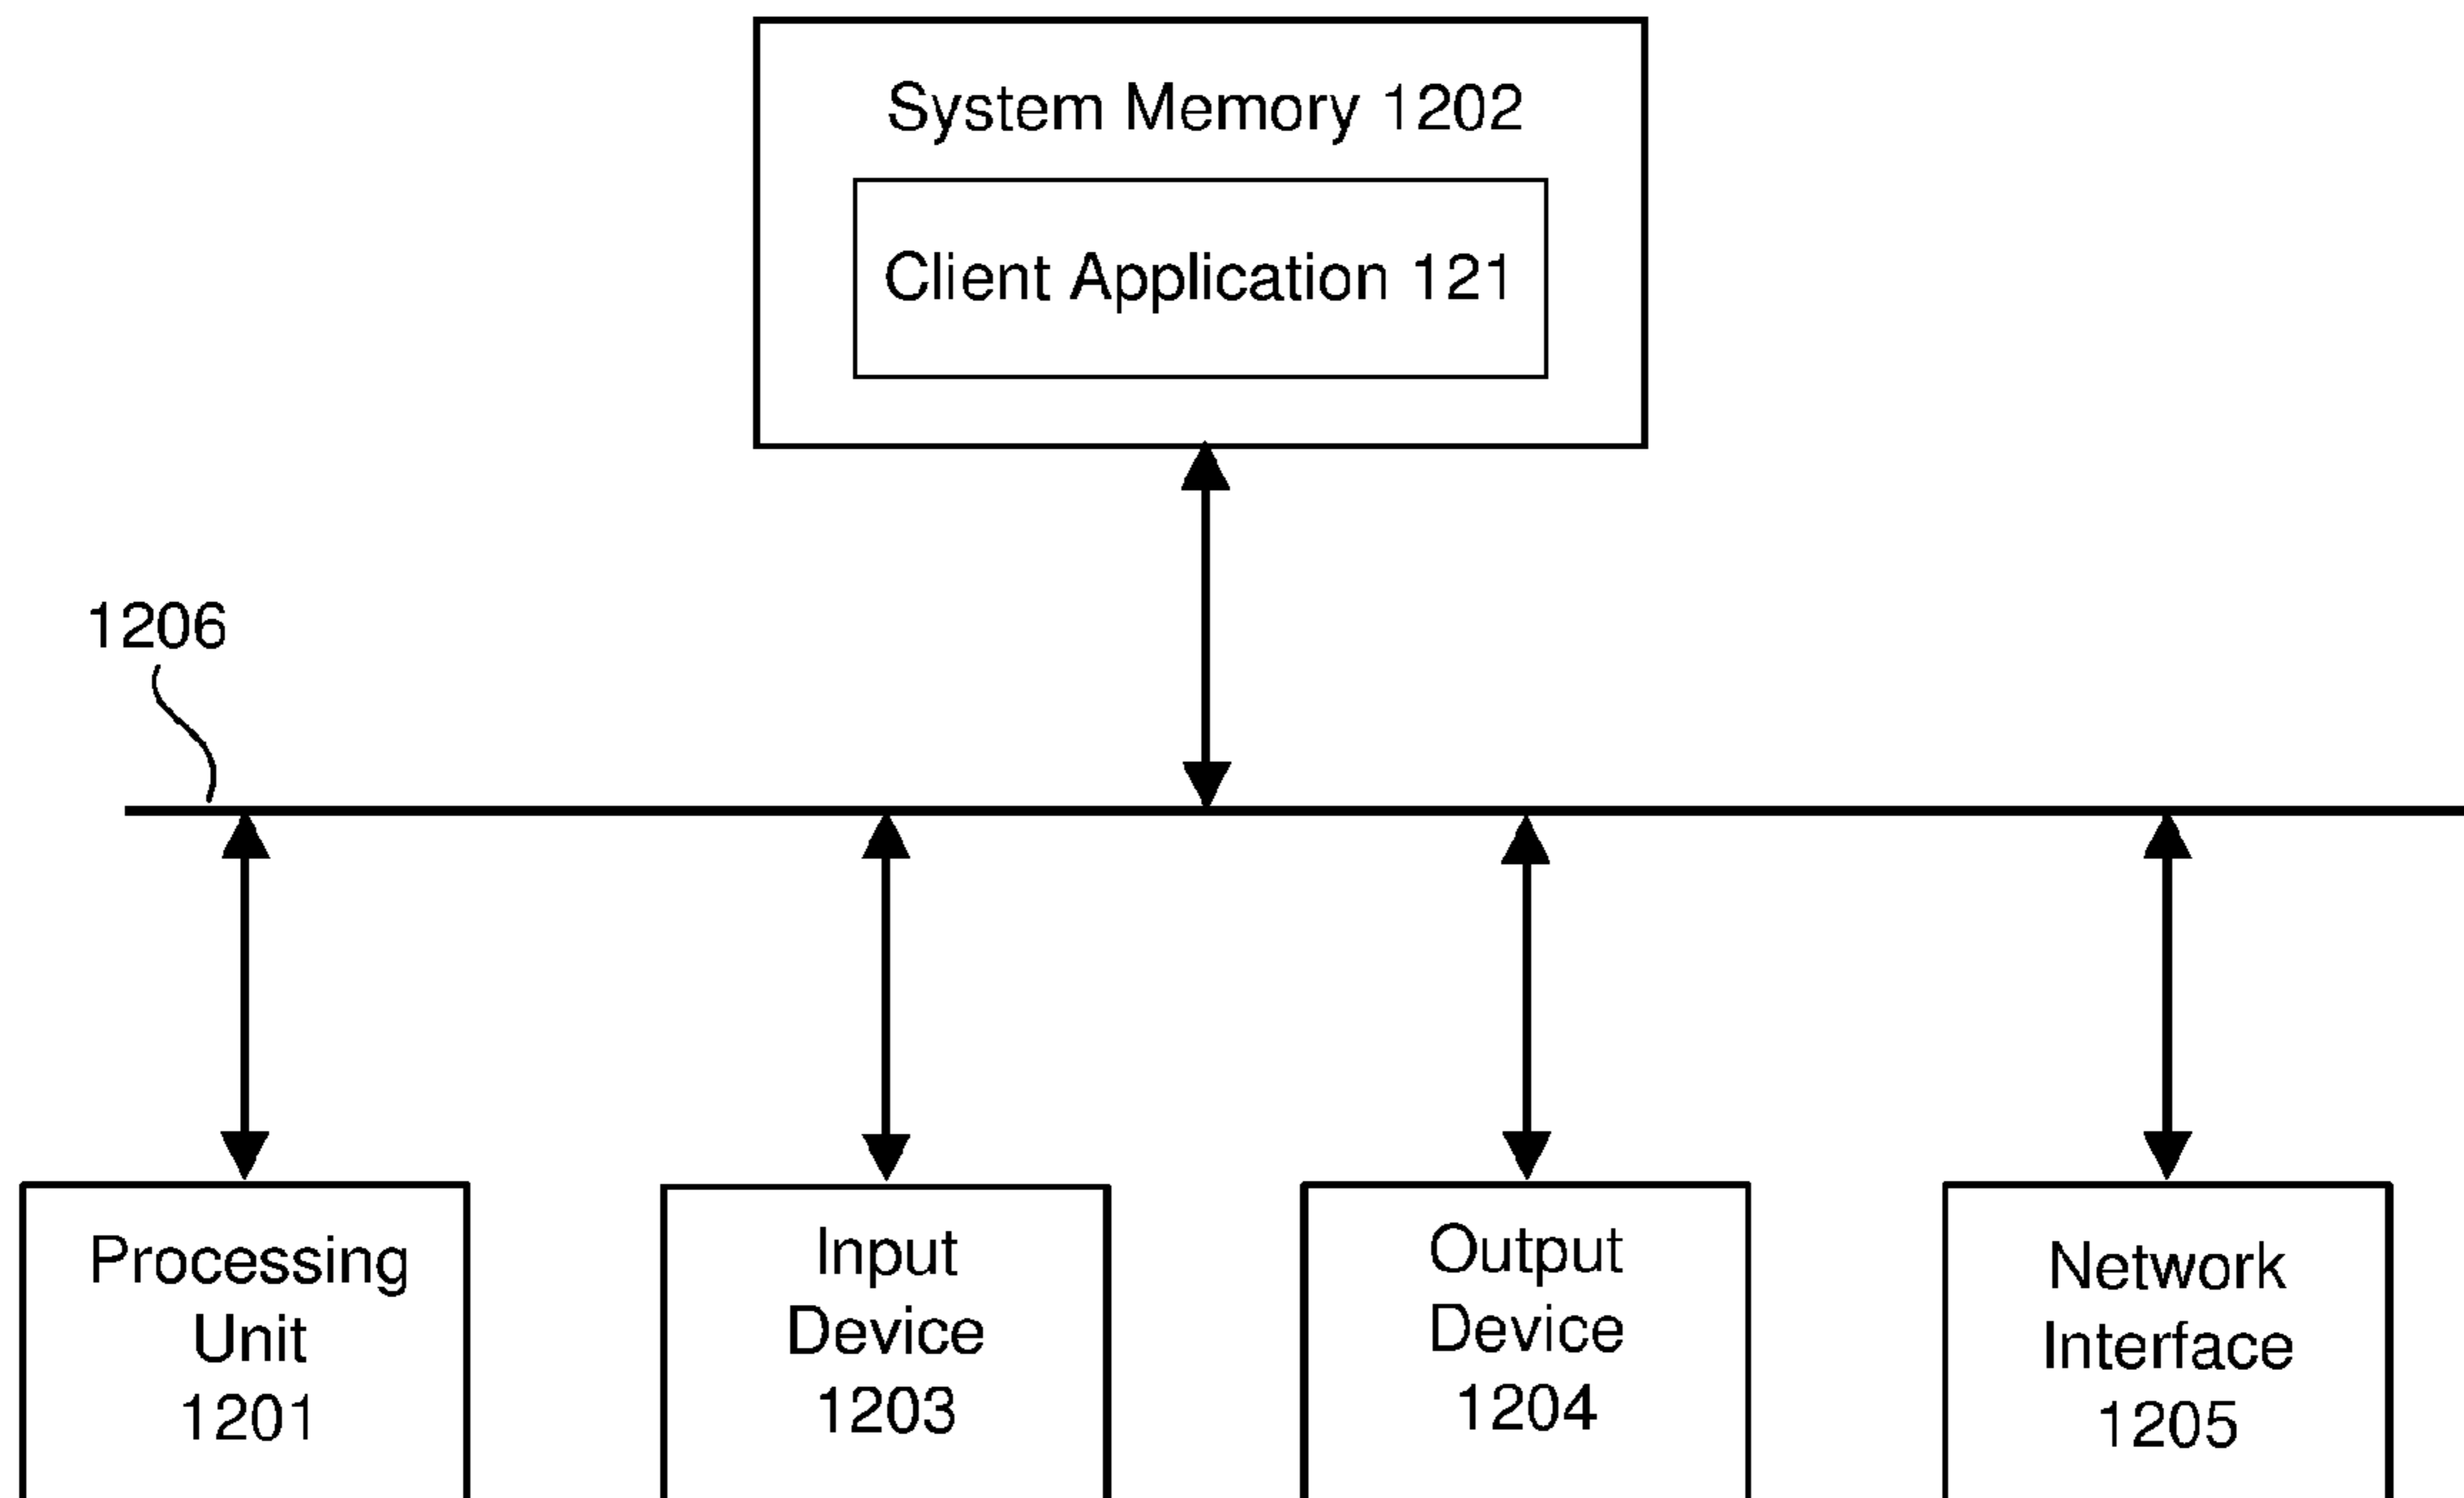 System Memory 1202
Client Application 121
1206
Processing
Unit
1201
Input
Device
1203
Output
Device
1204
Network
Interface
1205